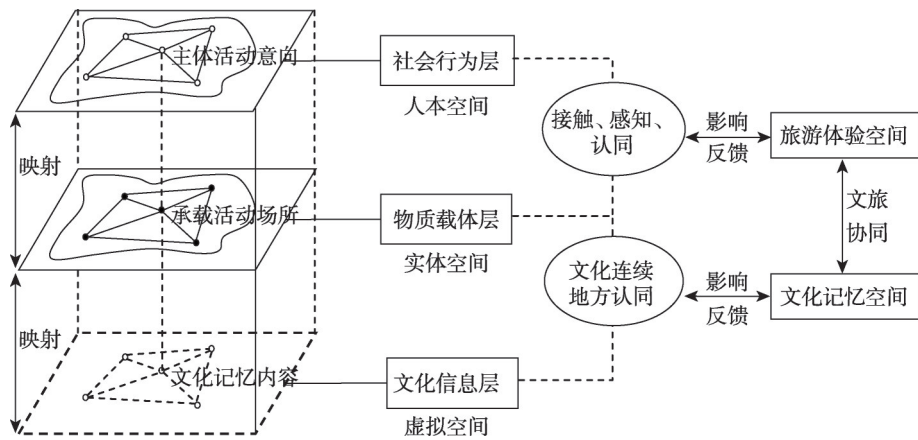 主体活动意向
社会行为层
人本空间
接触、感知、
认同
影响
反馈
旅游体验空间
映射
文旅
协同
承载活动场所
物质载体层
实体空间
文化连续
地方认同
影响
反馈
文化记忆空间
映射
文化记忆内容
文化信息层
虚拟空间